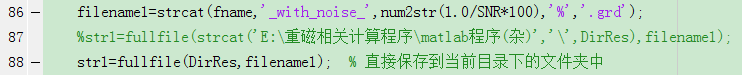 86 — filename1=strcat(fname,'_with_noise_',num2str(1.0/SNR*100),'%','.grd');
87 %str1=fullfile(strcat('E:\重磁相关计算程序\matlab程序(杂)','\',DirRes),filename1);
88 — str1=fullfile(DirRes,filename1); % 直接保存到当前目录下的文件夹中